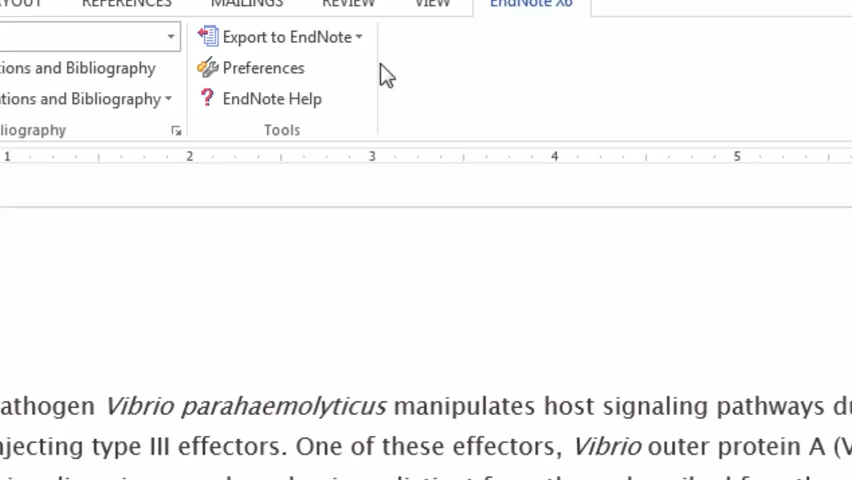 REFERENCES MAILINGS REVIEW VIEW EndNote X6
Export to EndNote
ions and Bibliography Preferences
ations and Bibliography EndNote Help
liography Tools
1 2 3 4 5
athogen Vibrio parahaemolyticus manipulates host signaling pathways du
njecting type III effectors. One of these effectors, Vibrio outer protein A (V